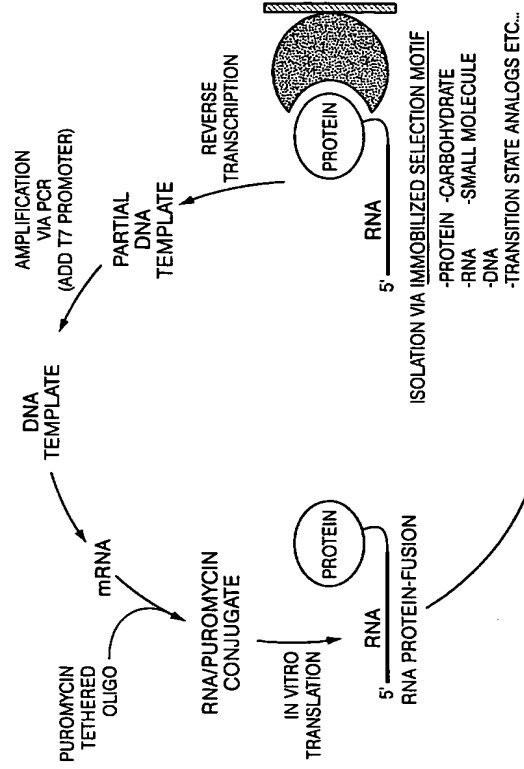 AMPLIFICATION
VIA PCR
(ADD T7 PROMOTER)
DNA
TEMPLATE
PARTIAL
DNA
TEMPLATE
REVERSE
TRANSCRIPTION
mRNA
PUROMYCIN
TETHERED
OLIGO
RNA/PUROMYCIN
CONJUGATE
IN VITRO
TRANSLATION
PROTEIN
RNA
5'
RNA PROTEIN-FUSION
PROTEIN
RNA
5'
ISOLATION VIA IMMOBILIZED SELECTION MOTIF
-PROTEIN -CARBOHYDRATE
-RNA -SMALL MOLECULE
-DNA
-TRANSITION STATE ANALOGS ETC...